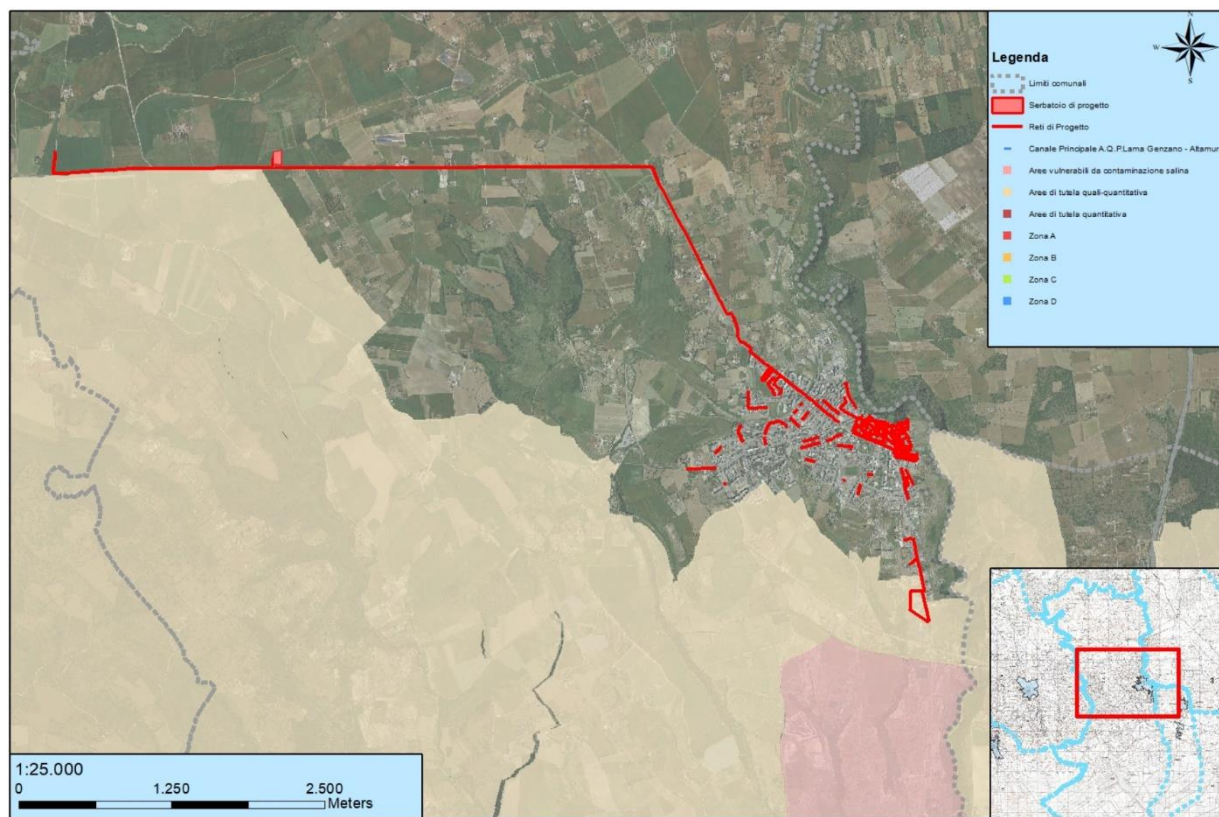 N
W
S
Legenda
Limiti comunali
Serbatoio di progetto
Reti di Progetto
Canale Principale A.Q.P.Lama Genzano - Altamur
Aree vulnerabili da contaminazione salina
Aree di tutela quali-quantitativa
Aree di tutela quantitativa
Zona A
Zona B
Zona C
Zona D
1:25.000
0 1.250 2.500
Meters